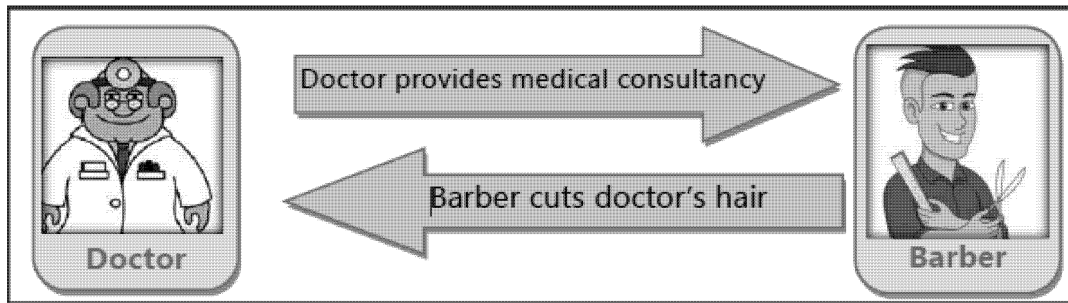 Doctor provides medical consultancy
Barber cuts doctor's hair
Doctor
Barber